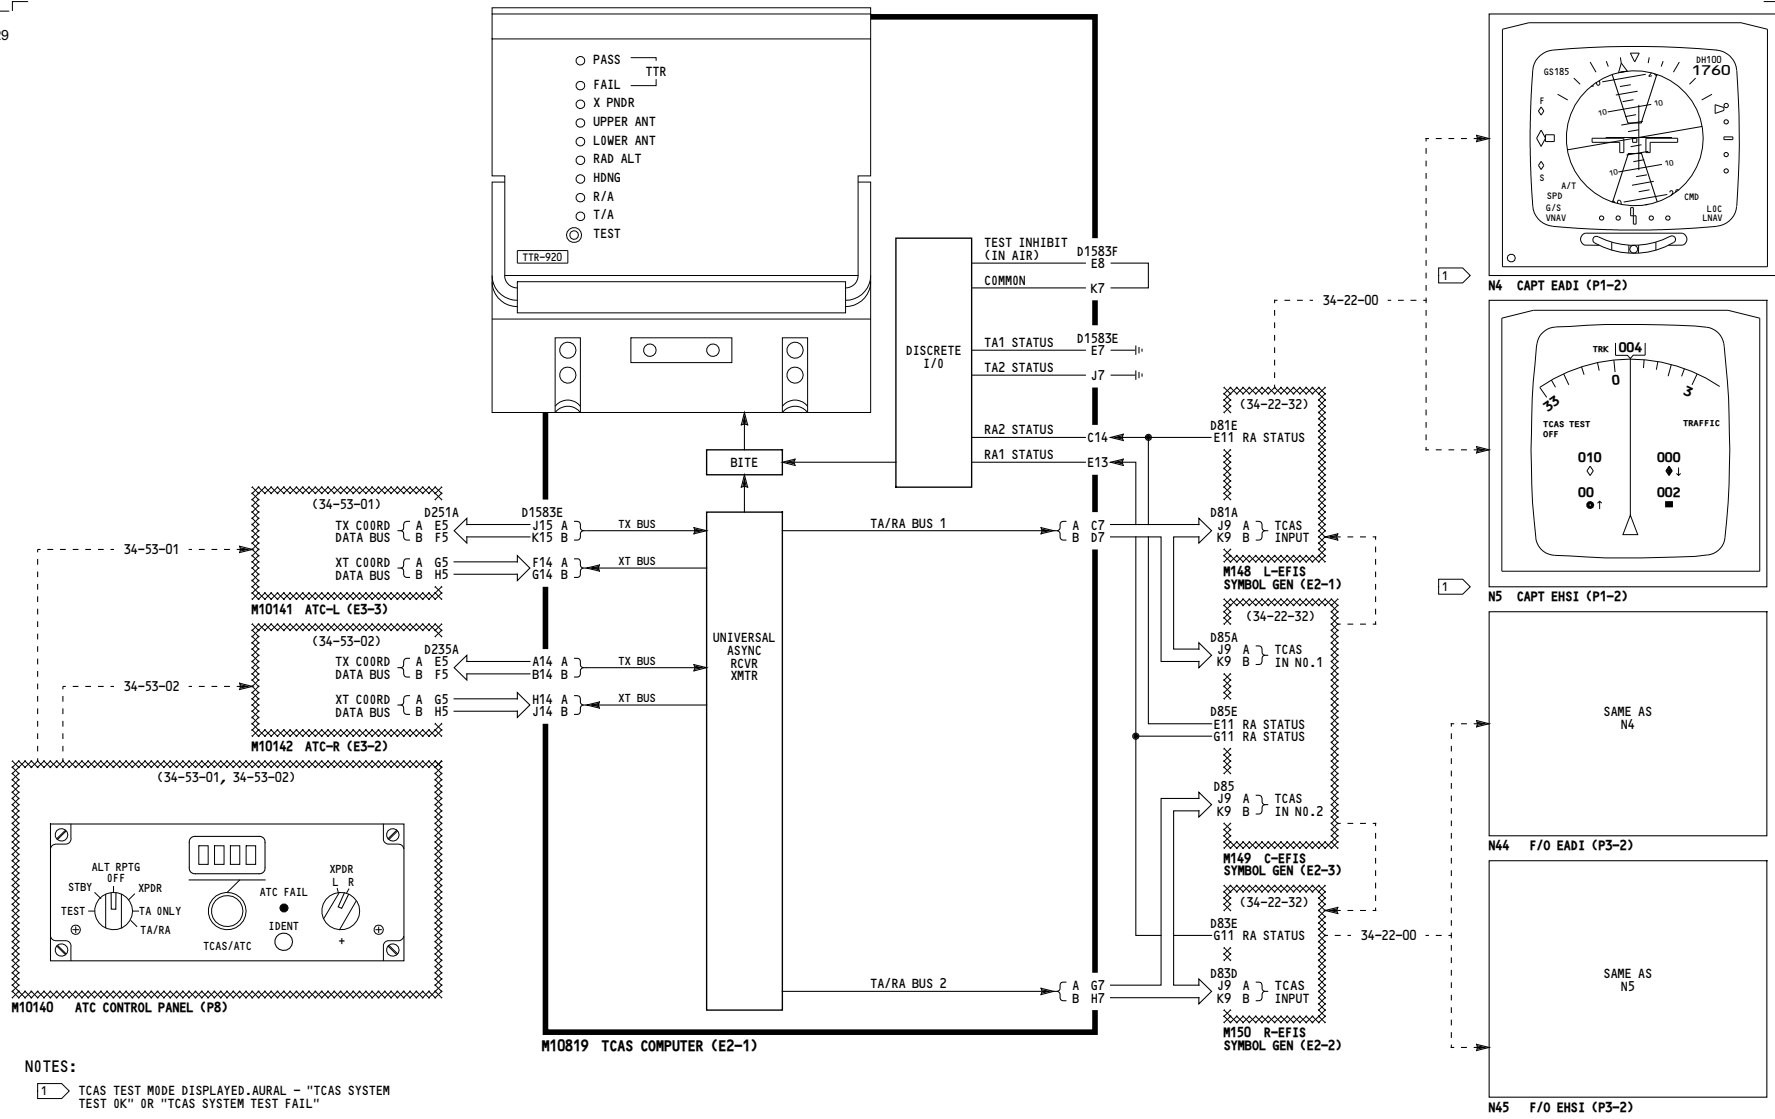 29
PASS
FAIL
TTR
X PNDR
UPPER ANT
LOWER ANT
RAD ALT
HDNG
R/A
T/A
TEST
TTR-920
DISCRETE
I/O
TEST INHIBIT
(IN AIR)
D1583F
E8
COMMON
K7
TA1 STATUS
D1583E
E7
TA2 STATUS
J7
RA2 STATUS
C14
RA1 STATUS
E13
BITE
UNIVERSAL
ASYNC
RCVR
XMTR
TA/RA BUS 1
A C7
B D7
TA/RA BUS 2
A G7
B H7
M10819 TCAS COMPUTER (E2-1)
(34-53-01)
D251A
TX COORD A E5
DATA BUS B F5
XT COORD A G5
DATA BUS B H5
M10141 ATC-L (E3-3)
D1583E
J15 A
K15 B
TX BUS
F14 A
G14 B
XT BUS
34-53-01
(34-53-02)
D235A
TX COORD A E5
DATA BUS B F5
XT COORD A G5
DATA BUS B H5
M10142 ATC-R (E3-2)
A14 A
B14 B
TX BUS
H14 A
J14 B
XT BUS
34-53-02
(34-53-01, 34-53-02)
ALT RPTG
OFF
STBY
XPDR
TEST
TA ONLY
TA/RA
TCAS/ATC
ATC FAIL
IDENT
XPDR
L R
M10140 ATC CONTROL PANEL (P8)
(34-22-32)
D81E
E11 RA STATUS
D81A
J9 A TCAS
K9 B INPUT
M148 L-EFIS
SYMBOL GEN (E2-1)
(34-22-32)
D85A
J9 A TCAS
K9 B IN NO.1
D85E
E11 RA STATUS
G11 RA STATUS
D85
J9 A TCAS
K9 B IN NO.2
M149 C-EFIS
SYMBOL GEN (E2-3)
(34-22-32)
D83E
G11 RA STATUS
D83D
J9 A TCAS
K9 B INPUT
M150 R-EFIS
SYMBOL GEN (E2-2)
34-22-00
34-22-00
GS185
DH100
1760
F
S
10
10
10
10
A/T
SPD
G/S
VNAV
CMD
LOC
LNAV
1
N4 CAPT EADI (P1-2)
TRK 004
33
0
3
TCAS TEST
OFF
TRAFFIC
010
000
00
002
1
N5 CAPT EHSI (P1-2)
SAME AS
N4
N44 F/O EADI (P3-2)
SAME AS
N5
N45 F/O EHSI (P3-2)
NOTES:
1 TCAS TEST MODE DISPLAYED.AURAL - "TCAS SYSTEM
TEST OK" OR "TCAS SYSTEM TEST FAIL"